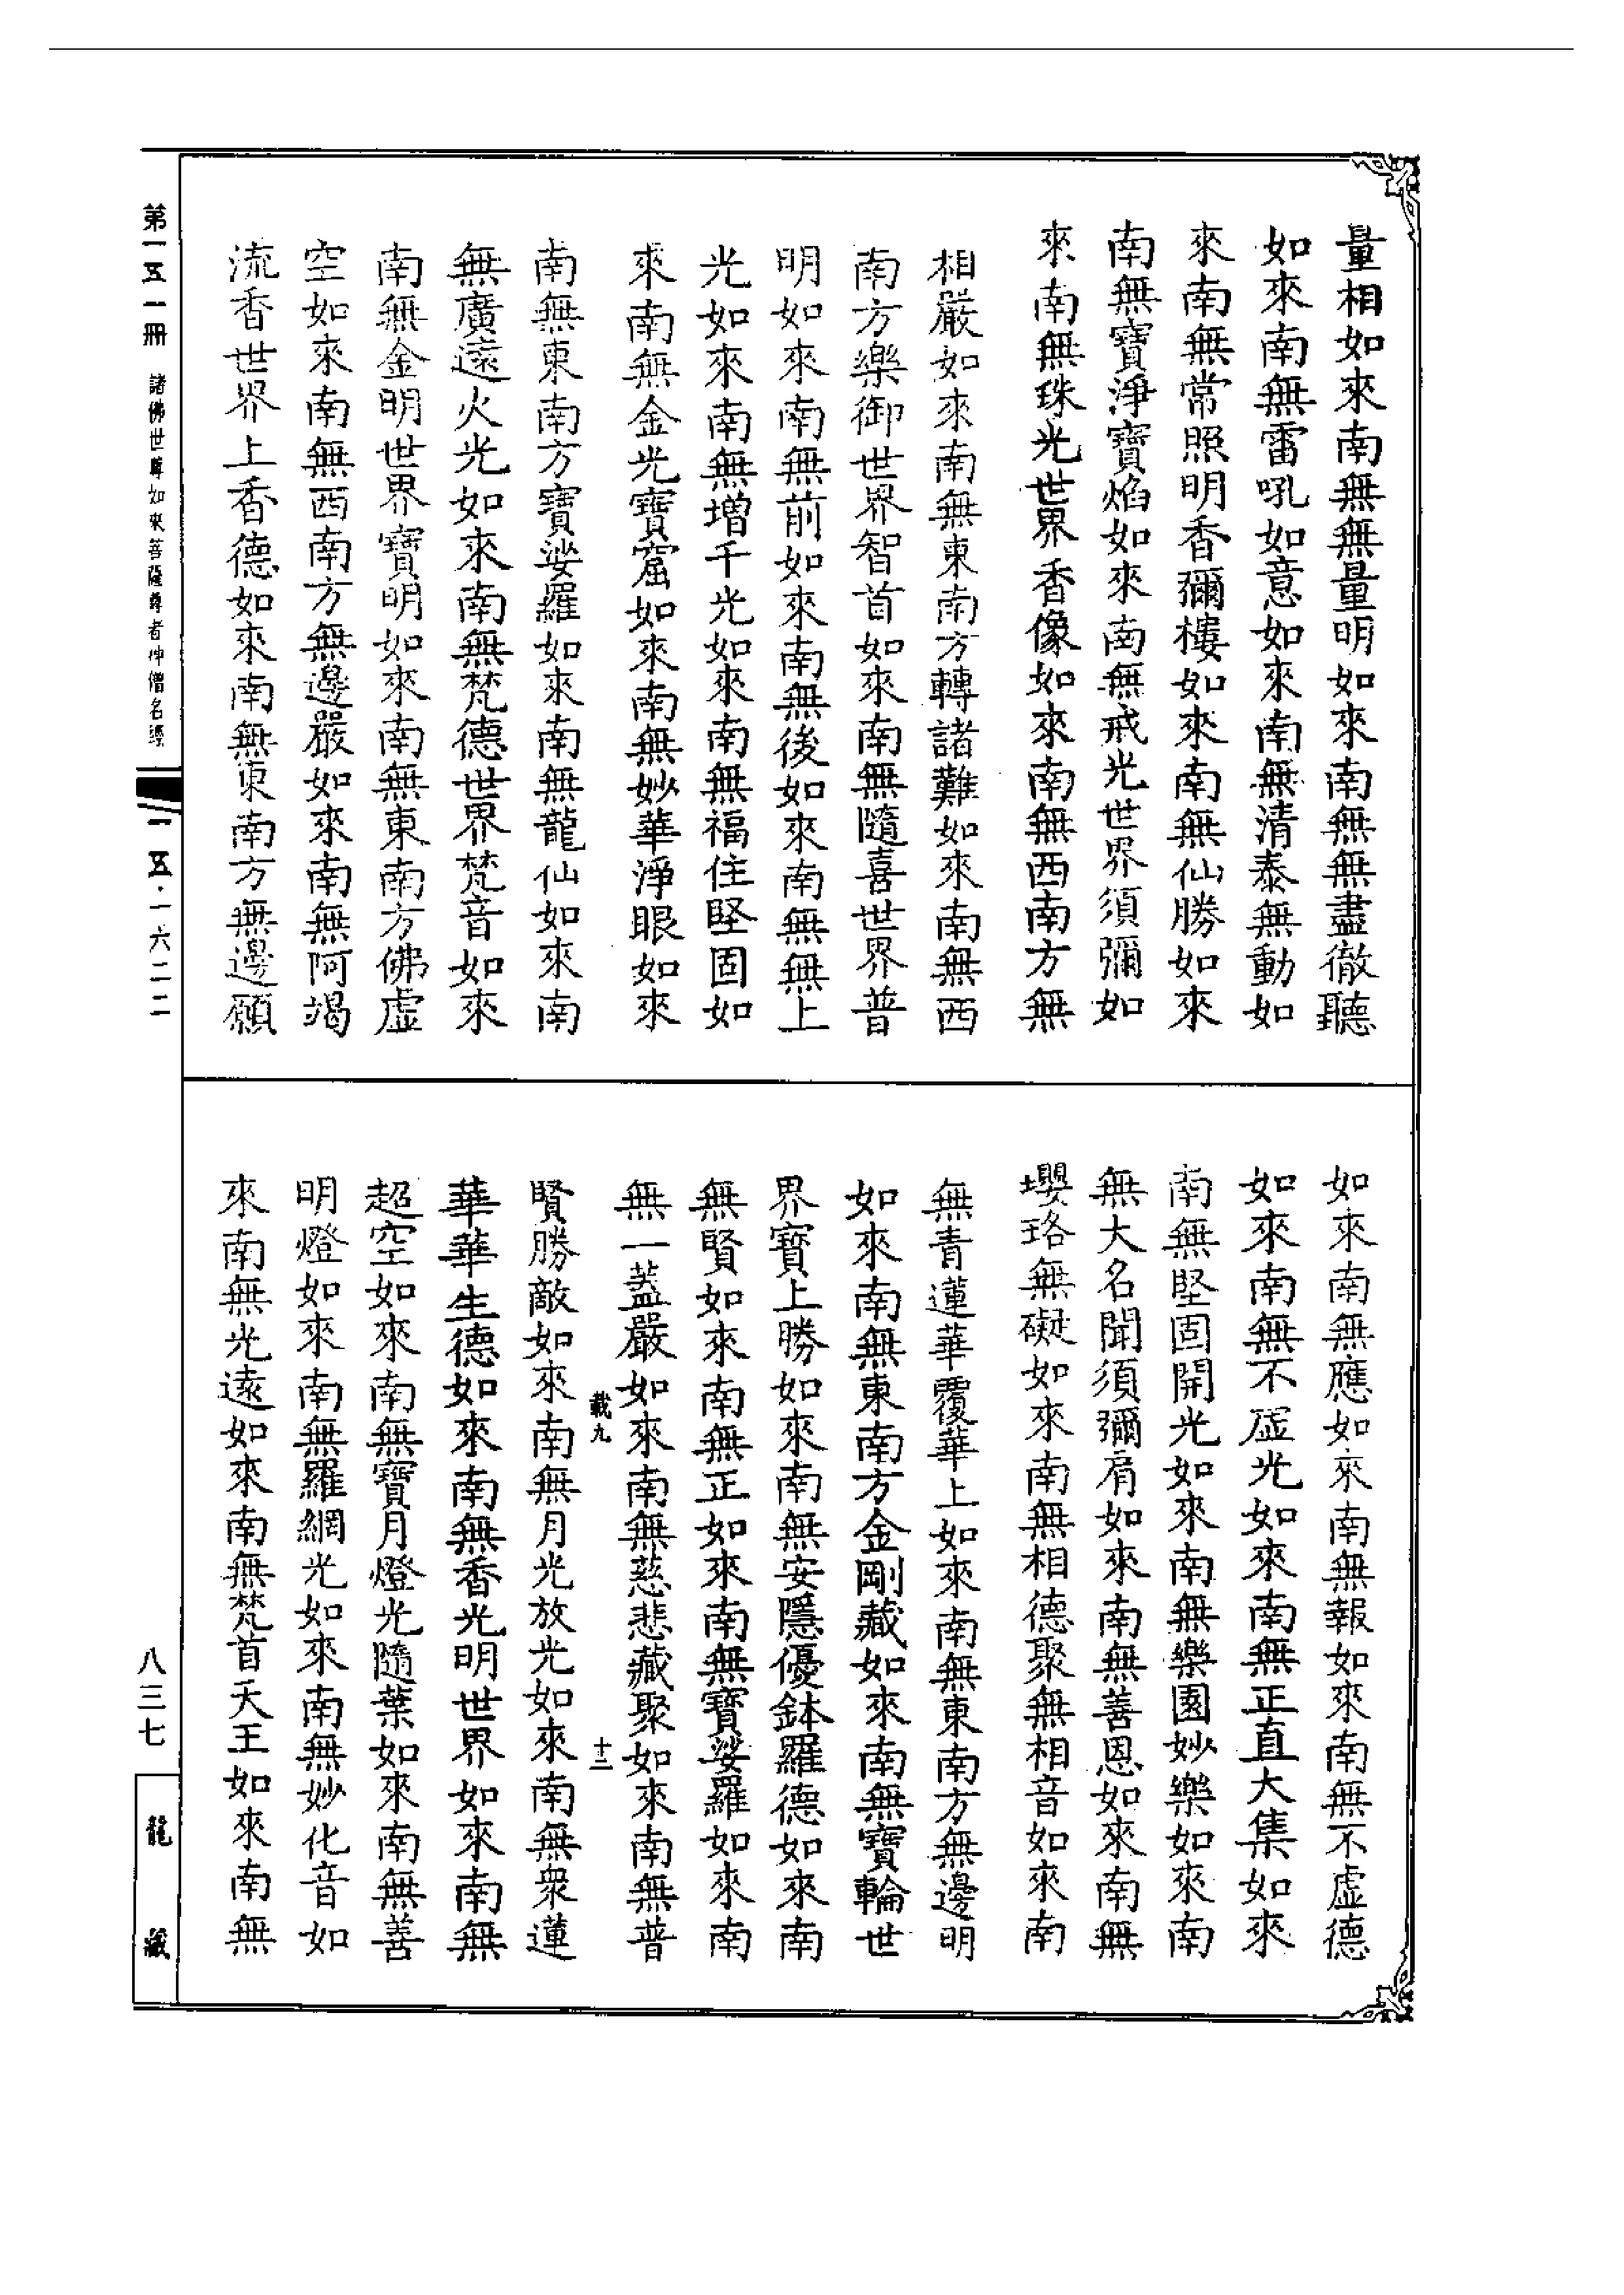 量相如來南無無量明如來南無無盡徹聽
如來南無雷吼如意如來南無清泰無動如
來南無常照明香彌樓如來南無仙勝如來
南無寶淨寶焰如來南無戒光世界須彌如
來南無珠光世界香像如來南無西南方無
相嚴如來南無東南方轉諸難如來南無西
南方樂御世界智首如來南無隨喜世界普
明如來南無前如來南無後如來南無無上
光如來南無增千光如來南無福住堅固如
來南無金光寶窟如來南無妙華淨眼如來
南無東南方寶娑羅如來南無龍仙如來南
無廣遠火光如來南無梵德世界梵音如來
南無金明世界寶明如來南無東南方佛虛
空如來南無西南方無邊嚴如來南無阿竭
流香世界上香德如來南無東南方無邊願
如來南無應如來南無報如來南無不虛德
如來南無不虛光如來南無正直大集如來
南無堅固開光如來南無樂園妙樂如來南
無大名聞須彌肩如來南無善恩如來南無
瓔珞無礙如來南無相德聚無相音如來南
無青蓮華覆華上如來南無東南方無邊明
如來南無東南方金剛藏如來南無寶輪世
界寶上勝如來南無安隱優鉢羅德如來南
無賢如來南無正如來南無寶娑羅如來南
無一蓋嚴如來南無慈悲藏聚如來南無普
載九 十二
賢勝敵如來南無月光放光如來南無眾蓮
華華生德如來南無香光明世界如來南無
超空如來南無寶月燈光隨葉如來南無善
明燈如來南無羅網光如來南無妙化音如
來南無光遠如來南無梵首天王如來南無
第一五一冊 諸佛世尊如來菩薩尊者神僧名經
一五·一六二二
八三七
龍藏